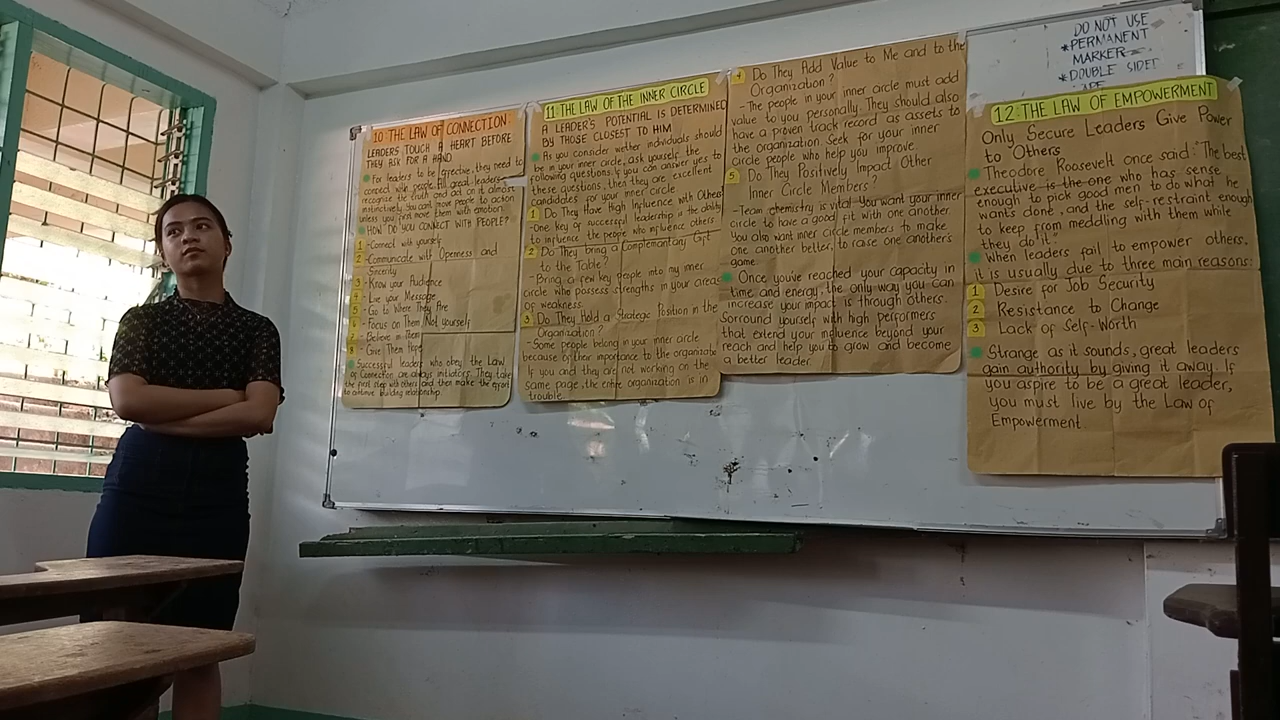 10 THE LAW OF CONNECTION
LEADERS TOUCH A HEART BEFORE
THEY ASK FOR A HAND
For leaders to be effective, they need to
connect with people. All great leaders
recognize the truth and act on it almost
instinctively. You can't move people to action
unless you first move them with emotion.
HOW DO YOU CONNECT WITH PEOPLE?
1 - Connect with yourself
2 - Communicate with Openness and
Sincerity
3 - Know your Audience
4 - Live your Message
5 - Go to Where They Are
6 - Focus on Them, Not yourself
7 - Believe in Them
8 - Give Them Hope
Successful leaders who obey the Law
of Connection are always initiators. They take
the first step with others and then make the effort
to continue building relationship.
11 THE LAW OF THE INNER CIRCLE
A LEADER'S POTENTIAL IS DETERMINED
BY THOSE CLOSEST TO HIM
As you consider wether individuals should
be in your inner circle, ask yourself the
following questions. If you can answer yes to
these questions, then they are excellent
candidates for your inner circle
1 Do They Have High Influence with Others
- One key of successful leadership is the ability
to influence the people who influence others
2 Do They bring a Complementary Gift
to the Table?
- Bring a few key people into my inner
circle who possess strengths in your areas
of weakness.
3 Do They Hold a Strategic Position in the
Organization?
- Some people belong in your inner circle
because of their importance to the organizatio
If you and they are not working on the
same page, the entire organization is in
trouble.
4 Do They Add Value to Me and to the
Organization?
- The people in your inner circle must add
value to you personally. They should also
have a proven track record as assets to
the organization. Seek for your inner
circle people who help you improve
5 Do They Positively Impact Other
Inner Circle Members?
- Team chemistry is vital. You want your inner
circle to have a good fit with one another.
You also want inner circle members to make
one another better, to raise one another's
game.
Once you've reached your capacity in
time and energy, the only way you can
increase your impact is through others.
Sorround yourself with high performers
that extend your influence beyond your
reach and help you to grow and become
a better leader.
DO NOT USE
*PERMANENT
MARKER
*DOUBLE SIDET
APE
12 THE LAW OF EMPOWERMENT
Only Secure Leaders Give Power
to Others
Theodore Roosevelt once said: "The best
executive is the one who has sense
enough to pick good men to do what he
wants done, and the self-restraint enough
to keep from meddling with them while
they do it."
When leaders fail to empower others.
it is usually due to three main reasons:
1 Desire for Job Security
2 Resistance to Change
3 Lack of Self-Worth
Strange as it sounds, great leaders
gain authority by giving it away. If
you aspire to be a great leader,
you must live by the Law of
Empowerment.